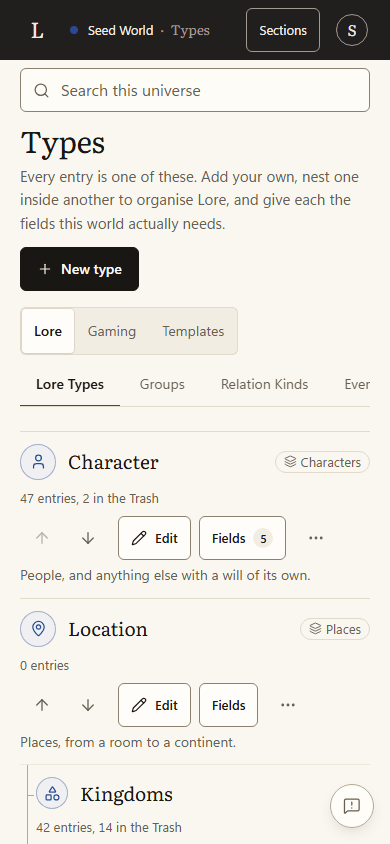 L
Seed World · Types
Sections
S
Search this universe
Types
Every entry is one of these. Add your own, nest one
inside another to organise Lore, and give each the
fields this world actually needs.
New type
Lore
Gaming
Templates
Lore Types
Groups
Relation Kinds
Ever
Character
Characters
47 entries, 2 in the Trash
Edit
Fields 5
People, and anything else with a will of its own.
Location
Places
0 entries
Edit
Fields
Places, from a room to a continent.
Kingdoms
42 entries, 14 in the Trash